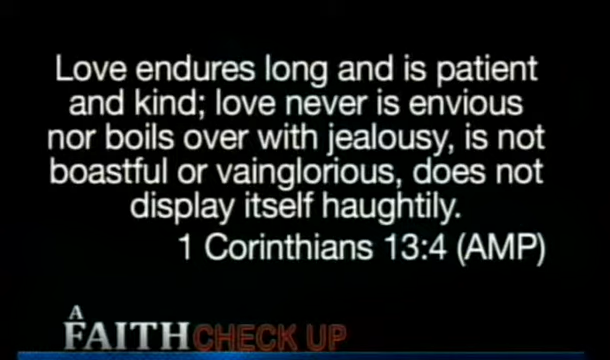 Love endures long and is patient
and kind; love never is envious
nor boils over with jealousy, is not
boastful or vainglorious, does not
display itself haughtily.
1 Corinthians 13:4 (AMP)
A
FAITH CHECK UP